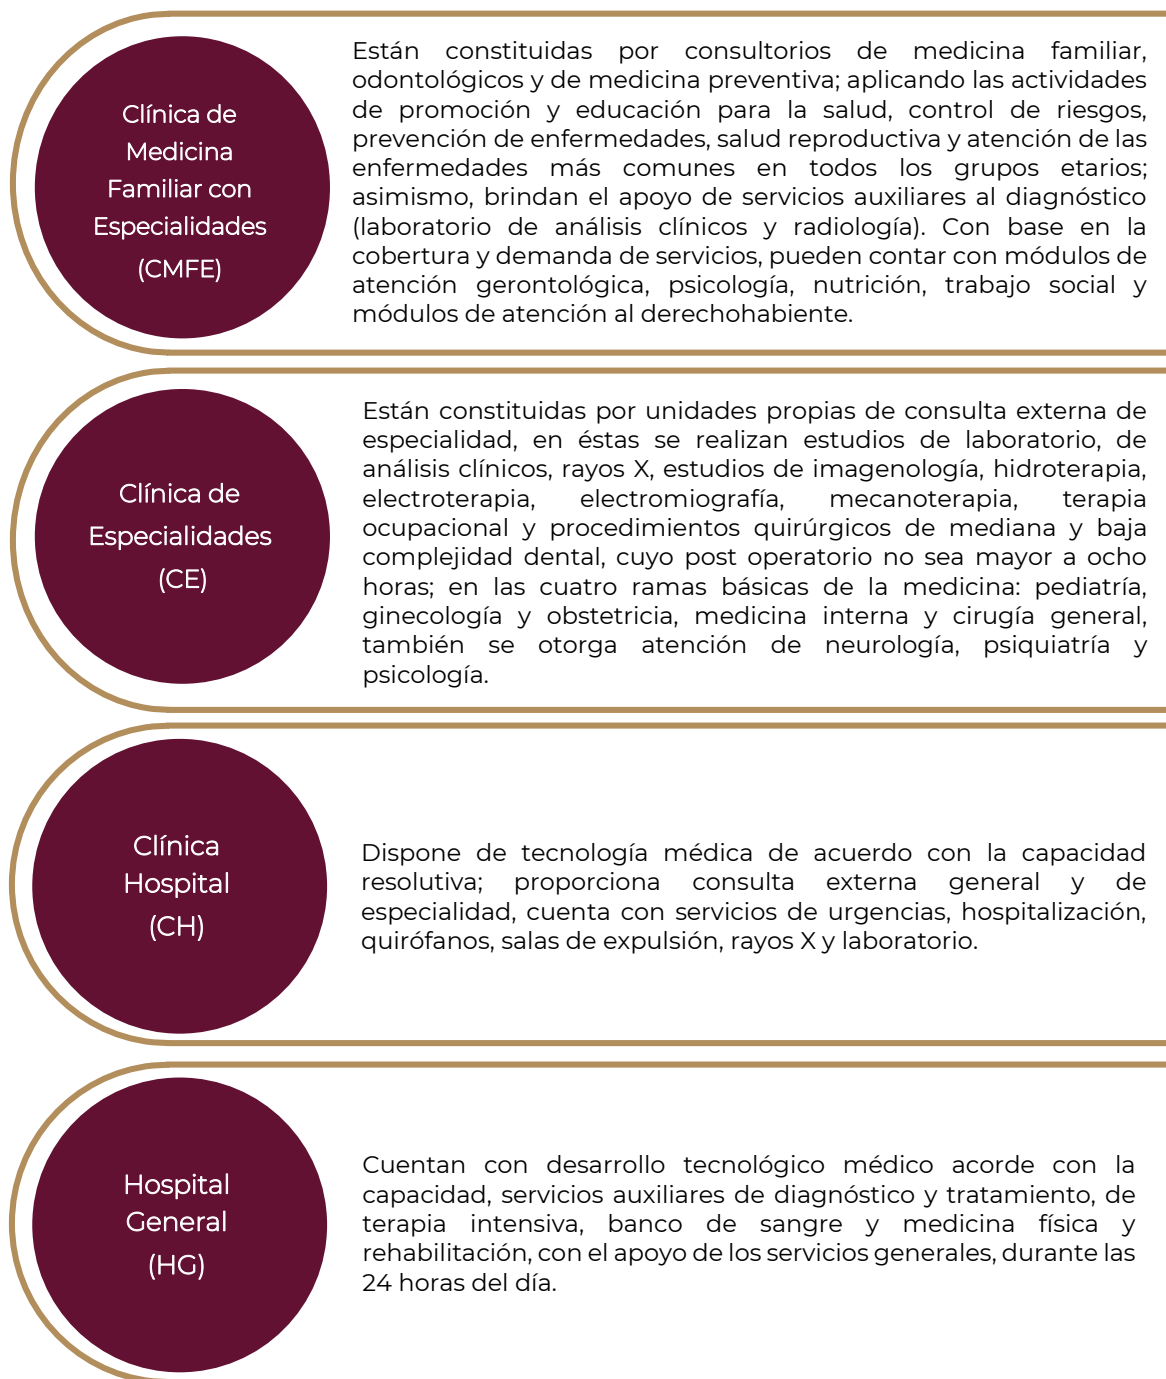 Clínica de
Medicina
Familiar con
Especialidades
(CMFE)
Están constituidas por consultorios de medicina familiar,
odontológicos y de medicina preventiva; aplicando las actividades
de promoción y educación para la salud, control de riesgos,
prevención de enfermedades, salud reproductiva y atención de las
enfermedades más comunes en todos los grupos etarios;
asimismo, brindan el apoyo de servicios auxiliares al diagnóstico
(laboratorio de análisis clínicos y radiología). Con base en la
cobertura y demanda de servicios, pueden contar con módulos de
atención gerontológica, psicología, nutrición, trabajo social y
módulos de atención al derechohabiente.
Clínica de
Especialidades
(CE)
Están constituidas por unidades propias de consulta externa de
especialidad, en éstas se realizan estudios de laboratorio, de
análisis clínicos, rayos X, estudios de imagenología, hidroterapia,
electroterapia, electromiografía, mecanoterapia, terapia
ocupacional y procedimientos quirúrgicos de mediana y baja
complejidad dental, cuyo post operatorio no sea mayor a ocho
horas; en las cuatro ramas básicas de la medicina: pediatría,
ginecología y obstetricia, medicina interna y cirugía general,
también se otorga atención de neurología, psiquiatría y
psicología.
Clínica
Hospital
(CH)
Dispone de tecnología médica de acuerdo con la capacidad
resolutiva; proporciona consulta externa general y de
especialidad, cuenta con servicios de urgencias, hospitalización,
quirófanos, salas de expulsión, rayos X y laboratorio.
Hospital
General
(HG)
Cuentan con desarrollo tecnológico médico acorde con la
capacidad, servicios auxiliares de diagnóstico y tratamiento, de
terapia intensiva, banco de sangre y medicina física y
rehabilitación, con el apoyo de los servicios generales, durante las
24 horas del día.